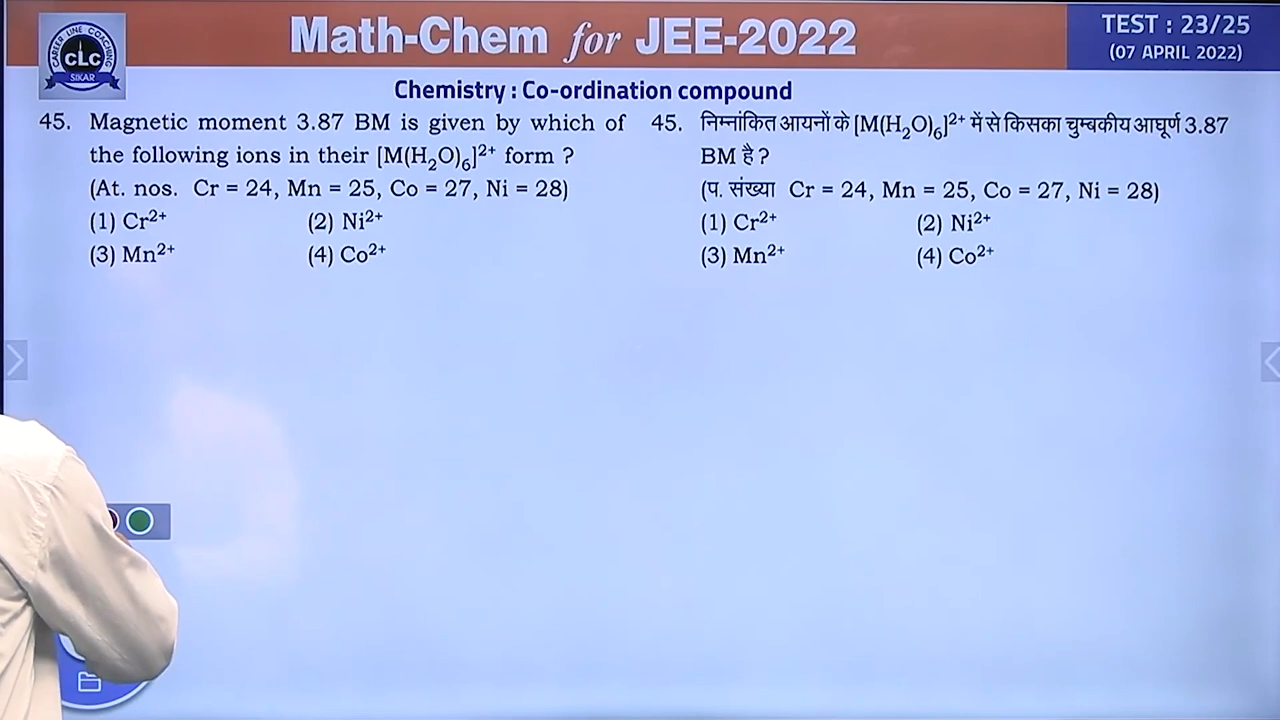 CAREER LINE COACHING
CLC
SIKAR
Math-Chem for JEE-2022
TEST : 23/25
(07 APRIL 2022)
Chemistry : Co-ordination compound
45. Magnetic moment 3.87 BM is given by which of
the following ions in their [M(H₂O)₆]²⁺ form ?
(At. nos. Cr = 24, Mn = 25, Co = 27, Ni = 28)
(1) Cr²⁺ (2) Ni²⁺
(3) Mn²⁺ (4) Co²⁺
45. निम्नांकित आयनों के [M(H₂O)₆]²⁺ में से किसका चुम्बकीय आघूर्ण 3.87
BM है ?
(प. संख्या Cr = 24, Mn = 25, Co = 27, Ni = 28)
(1) Cr²⁺ (2) Ni²⁺
(3) Mn²⁺ (4) Co²⁺